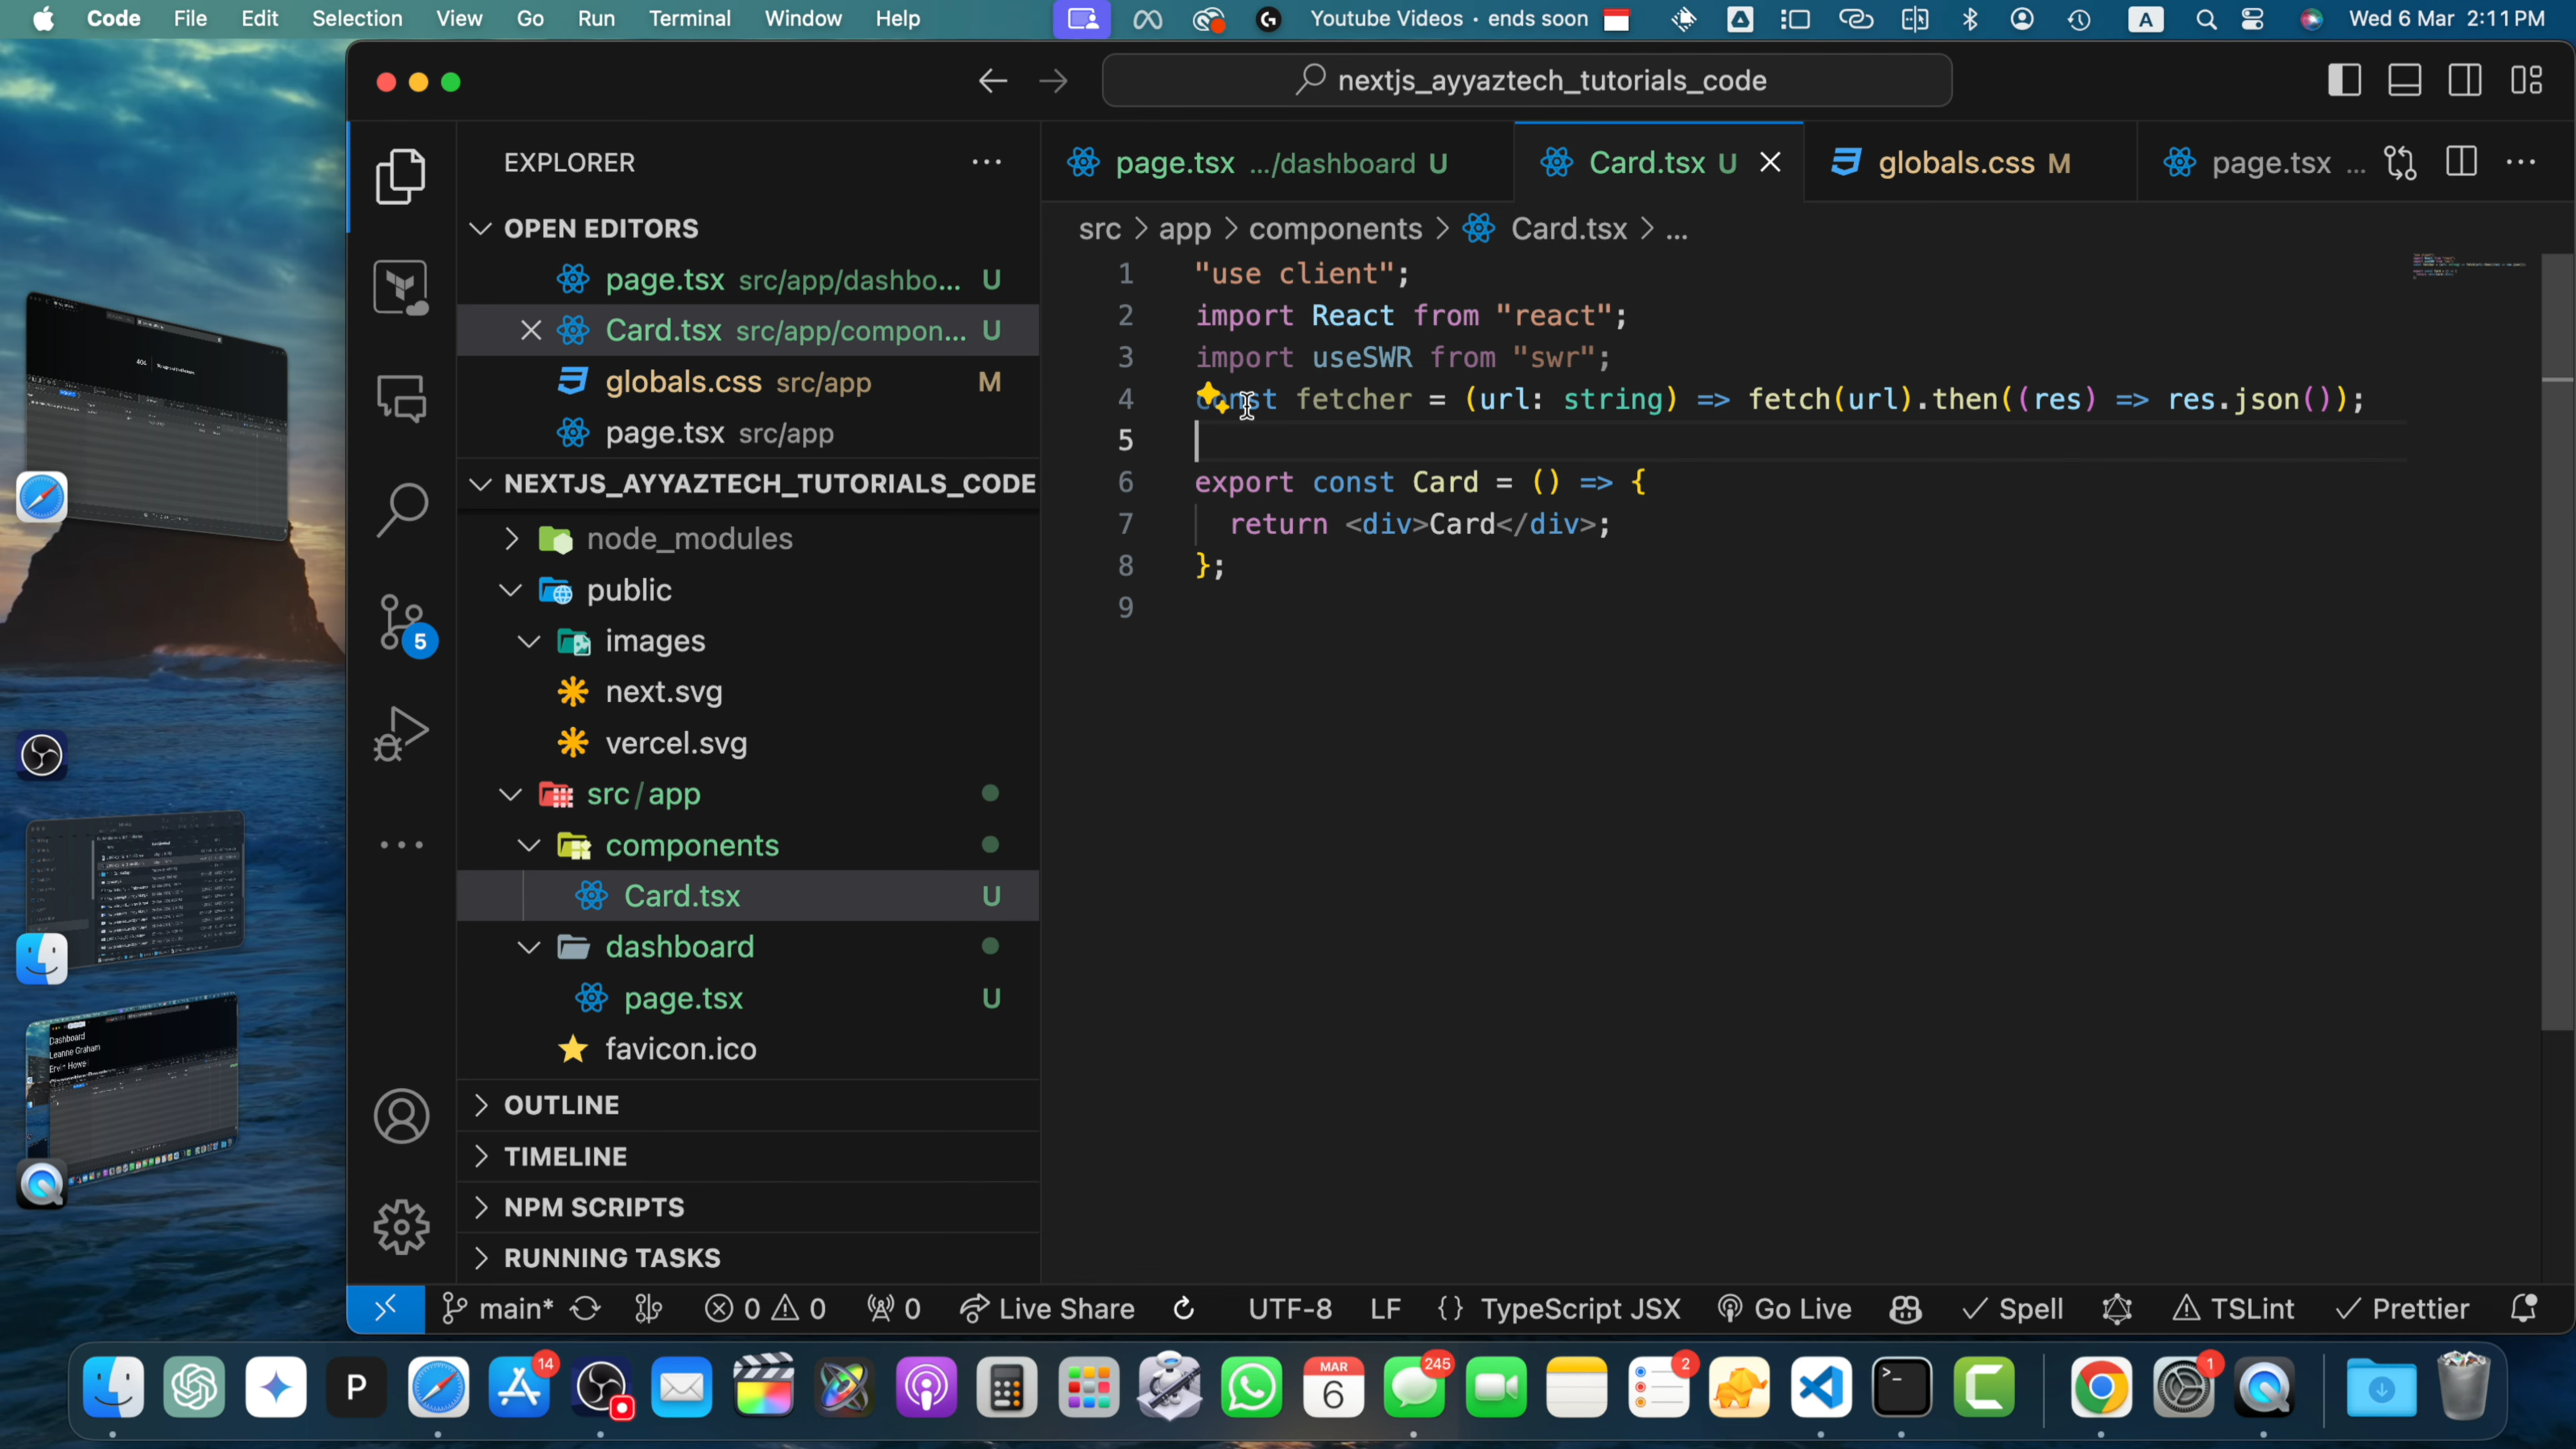 Code File Edit Selection View Go Run Terminal Window Help
Youtube Videos · ends soon
A
Wed 6 Mar 2:11 PM
nextjs_ayyaztech_tutorials_code
EXPLORER
OPEN EDITORS
page.tsx src/app/dashbo... U
Card.tsx src/app/compon... U
globals.css src/app M
page.tsx src/app
NEXTJS_AYYAZTECH_TUTORIALS_CODE
node_modules
public
images
next.svg
vercel.svg
src/app
components
Card.tsx U
dashboard
page.tsx U
favicon.ico
OUTLINE
TIMELINE
NPM SCRIPTS
RUNNING TASKS
5
page.tsx .../dashboard U
Card.tsx U
globals.css M
page.tsx ...
src > app > components > Card.tsx > ...
1 "use client";
2 import React from "react";
3 import useSWR from "swr";
4 const fetcher = (url: string) => fetch(url).then((res) => res.json());
5
6 export const Card = () => {
7 return <div>Card</div>;
8 };
9
main* 0 0 0 Live Share UTF-8 LF {} TypeScript JSX Go Live Spell TSLint Prettier
Dashboard
Leanne Graham
404
P
14
MAR
6
245
2
1